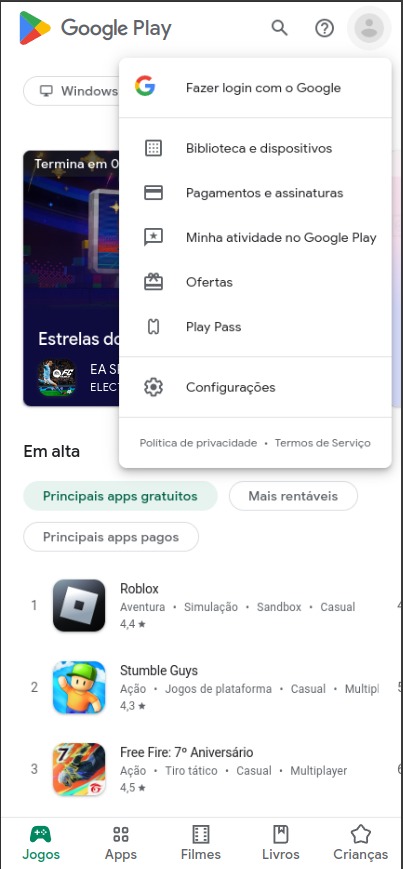 Google Play
Windows
Fazer login com o Google
Biblioteca e dispositivos
Pagamentos e assinaturas
Minha atividade no Google Play
Ofertas
Play Pass
Configurações
Política de privacidade • Termos de Serviço
Termina em 0
Estrelas do
FC
EA S
ELECT
Em alta
Principais apps gratuitos
Mais rentáveis
Principais apps pagos
1
Roblox
Aventura • Simulação • Sandbox • Casual
4,4 ★
2
Stumble Guys
Ação • Jogos de plataforma • Casual • Multipl
4,3 ★
3
7
Free Fire: 7º Aniversário
Ação • Tiro tático • Casual • Multiplayer
4,5 ★
Jogos
Apps
Filmes
Livros
Crianças